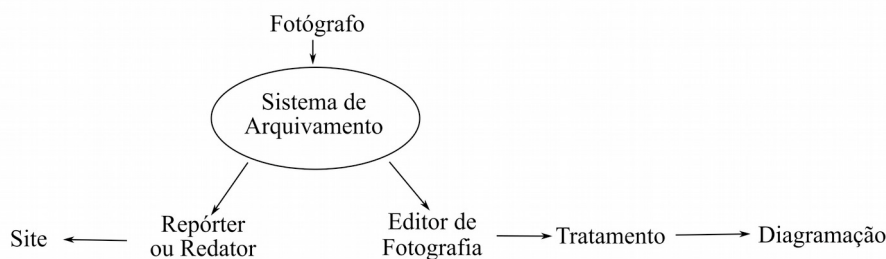 Fotógrafo
Sistema de
Arquivamento
Site
Repórter
ou Redator
Editor de
Fotografia
Tratamento
Diagramação